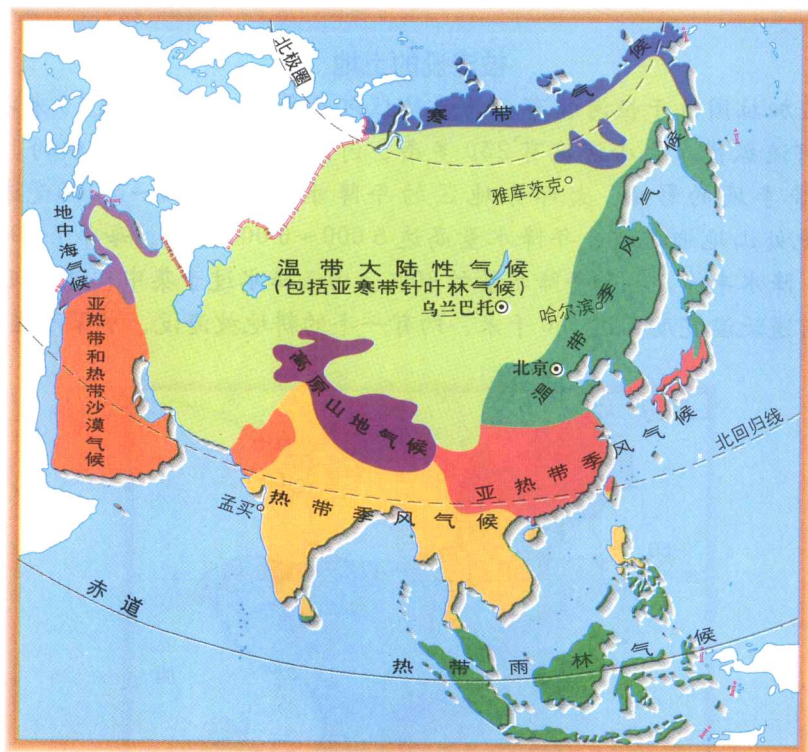 北极圈
寒带气候
雅库茨克
地中海气候
温带大陆性气候
(包括亚寒带针叶林气候)
乌兰巴托
哈尔滨
温带季风气候
北京
亚热带和热带沙漠气候
高原山地气候
北回归线
亚热带季风气候
孟买
热带季风气候
赤道
热带雨林气候